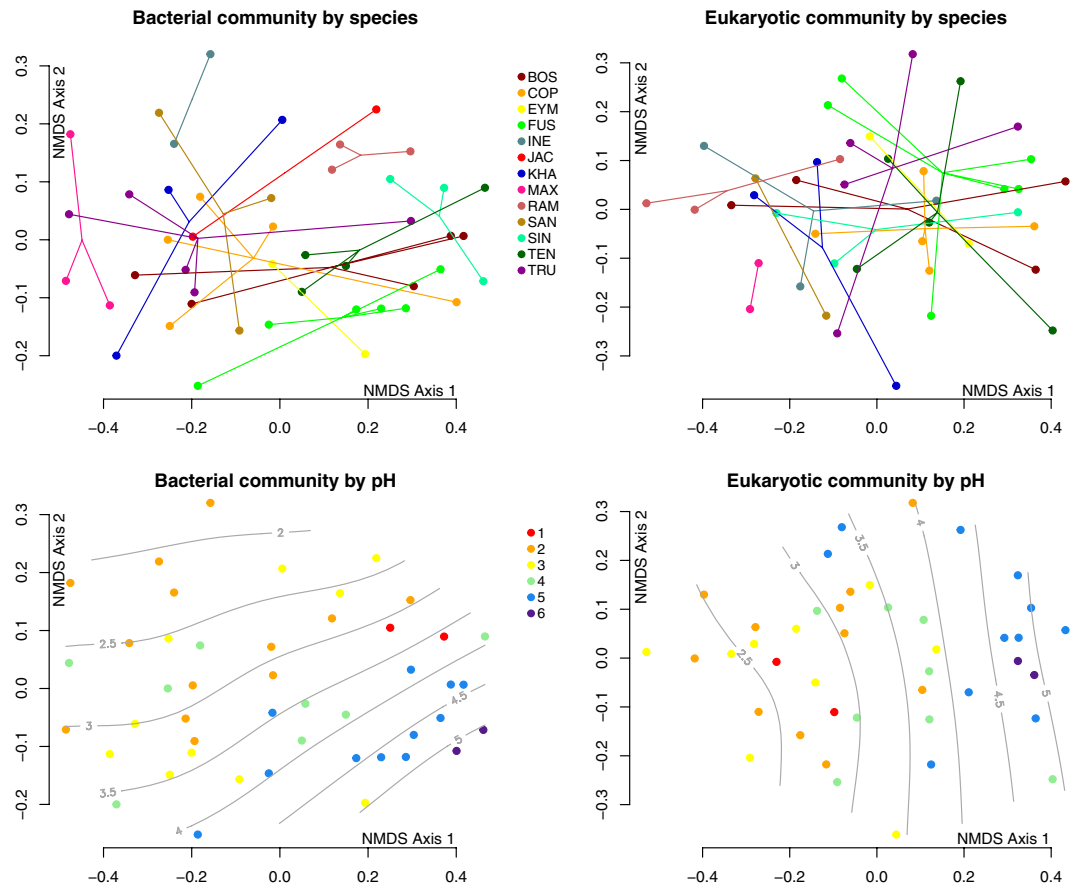 Bacterial community by species
NMDS Axis 2
0.3
0.2
0.1
0.0
−0.1
−0.2
NMDS Axis 1
−0.4
−0.2
0.0
0.2
0.4
BOS
COP
EYM
FUS
INE
JAC
KHA
MAX
RAM
SAN
SIN
TEN
TRU
Eukaryotic community by species
NMDS Axis 2
0.3
0.2
0.1
0.0
−0.1
−0.2
−0.3
NMDS Axis 1
−0.4
−0.2
0.0
0.2
0.4
Bacterial community by pH
NMDS Axis 2
0.3
0.2
0.1
0.0
−0.1
−0.2
2
2.5
3
3.5
4
4.5
5
NMDS Axis 1
−0.4
−0.2
0.0
0.2
0.4
1
2
3
4
5
6
Eukaryotic community by pH
NMDS Axis 2
0.3
0.2
0.1
0.0
−0.1
−0.2
−0.3
2.5
3
3.5
4
4.5
5
NMDS Axis 1
−0.4
−0.2
0.0
0.2
0.4